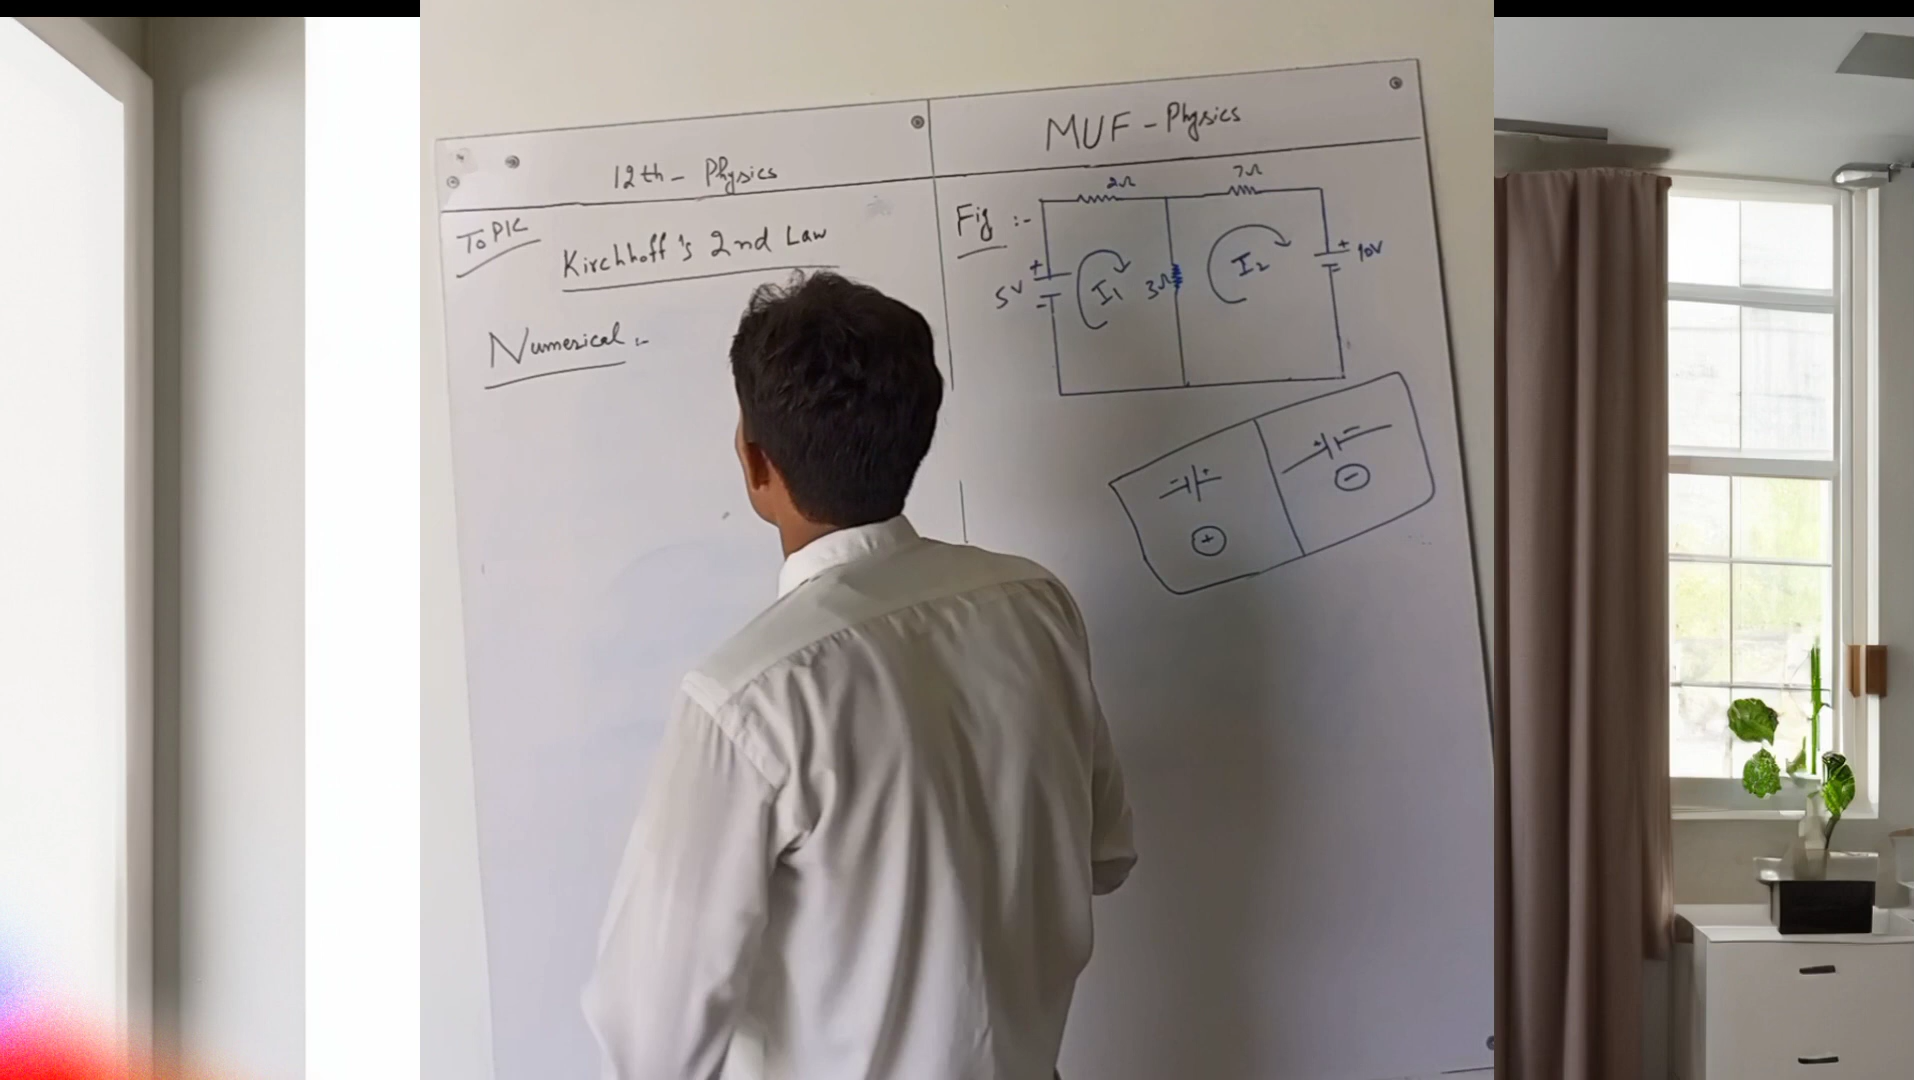 12th - Physics
MUF - Physics
TOPIC
Kirchhoff's 2nd Law
Numerical :-
Fig :-
2Ω
7Ω
+
5V
-
I1
3Ω
I2
+
10V
-
- +
+
+ -
-